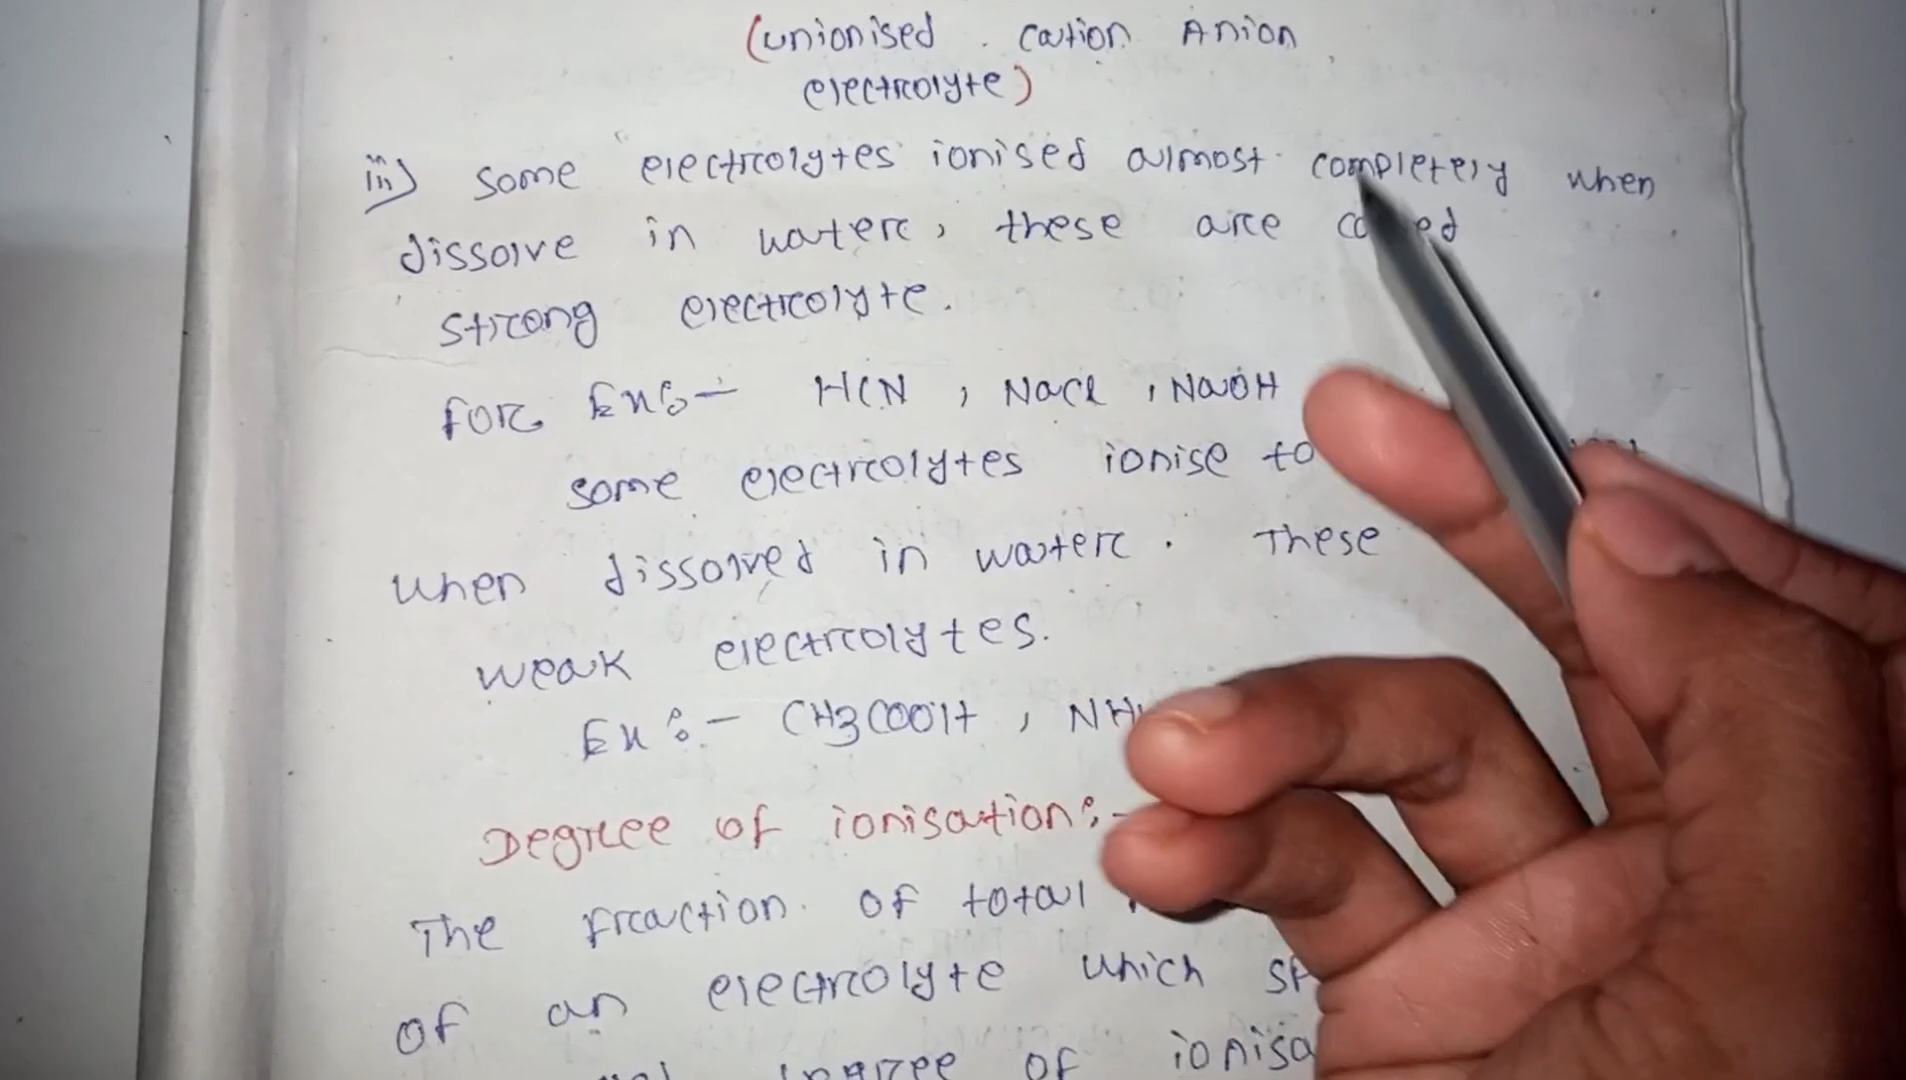 (unionised cation Anion
electrolyte)
iii) some electrolytes ionised almost completely when
dissolve in water, these are
strong electrolyte.
for Ex:- HCN, NaCl, NaOH
some electrolytes ionise to
when dissolved in water. These
weak electrolytes.
Ex:- CH3COOH,
Degree of ionisation:-
The fraction of total
of an electrolyte which
of